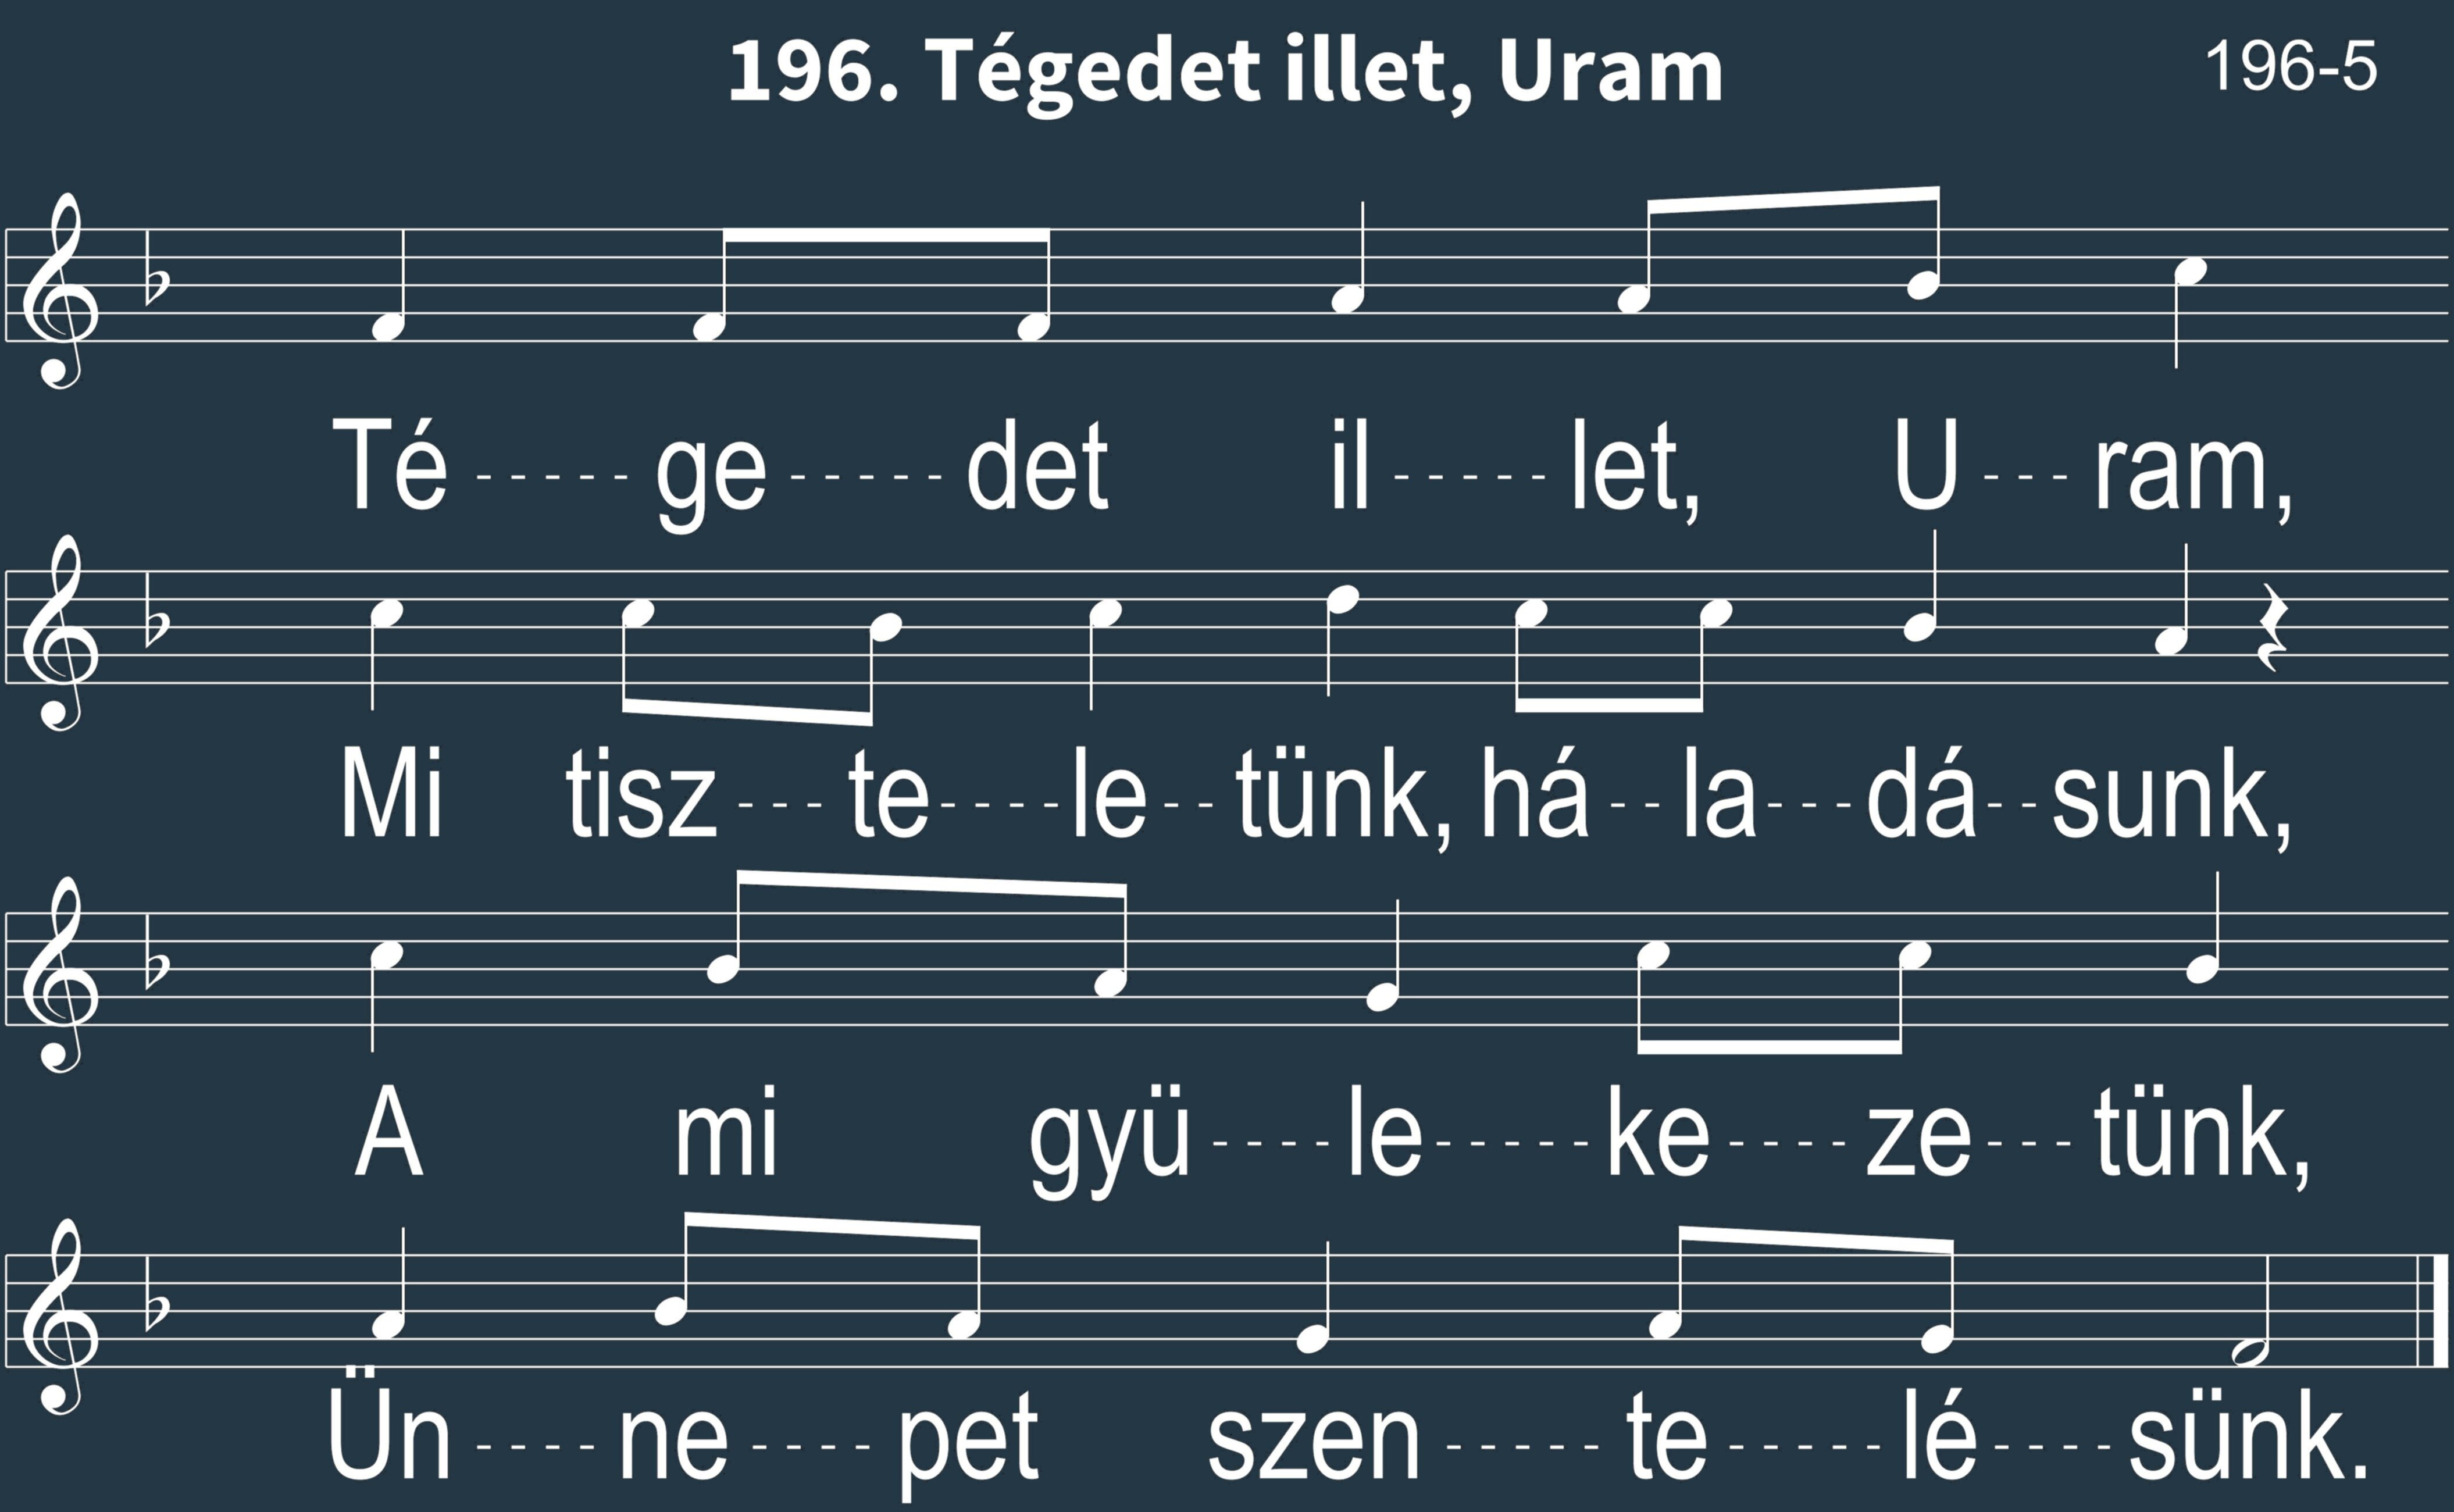 196. Tégedet illet, Uram
196-5
Té-----ge-----det il-----let, U---ram,
Mi tisz---te----le--tünk, há--la---dá--sunk,
A mi gyü----le-----ke----ze---tünk,
Ün----ne----pet szen-----te-----lé----sünk.